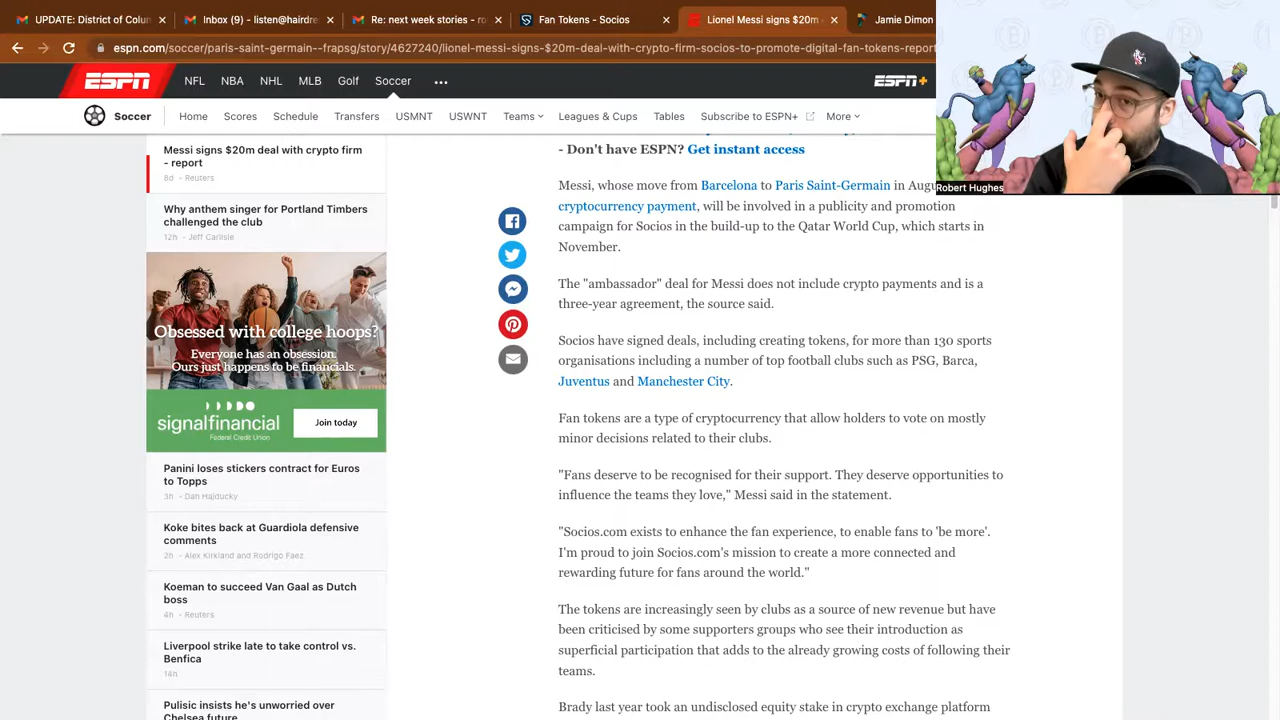 UPDATE: District of Colum
Inbox (9) - listen@hairdre
Re: next week stories - ro
Fan Tokens - Socios
Lionel Messi signs $20m d
Jamie Dimon
espn.com/soccer/paris-saint-germain--frapsg/story/4627240/lionel-messi-signs-$20m-deal-with-crypto-firm-socios-to-promote-digital-fan-tokens-report
ESPN NFL NBA NHL MLB Golf Soccer ESPN+
Soccer Home Scores Schedule Transfers USMNT USWNT Teams Leagues & Cups Tables Subscribe to ESPN+ More
Robert Hughes
Messi signs $20m deal with crypto firm
- report
8d - Reuters
Why anthem singer for Portland Timbers
challenged the club
12h - Jeff Carlisle
Obsessed with college hoops?
Everyone has an obsession.
Ours just happens to be financials.
signalfinancial
Federal Credit Union
Join today
Panini loses stickers contract for Euros
to Topps
3h - Dan Hajducky
Koke bites back at Guardiola defensive
comments
2h - Alex Kirkland and Rodrigo Faez
Koeman to succeed Van Gaal as Dutch
boss
4h - Reuters
Liverpool strike late to take control vs.
Benfica
14h
Pulisic insists he's unworried over
Chelsea future
- Don't have ESPN? Get instant access
Messi, whose move from Barcelona to Paris Saint-Germain in Augu
cryptocurrency payment, will be involved in a publicity and promotion
campaign for Socios in the build-up to the Qatar World Cup, which starts in
November.
The "ambassador" deal for Messi does not include crypto payments and is a
three-year agreement, the source said.
Socios have signed deals, including creating tokens, for more than 130 sports
organisations including a number of top football clubs such as PSG, Barca,
Juventus and Manchester City.
Fan tokens are a type of cryptocurrency that allow holders to vote on mostly
minor decisions related to their clubs.
"Fans deserve to be recognised for their support. They deserve opportunities to
influence the teams they love," Messi said in the statement.
"Socios.com exists to enhance the fan experience, to enable fans to 'be more'.
I'm proud to join Socios.com's mission to create a more connected and
rewarding future for fans around the world."
The tokens are increasingly seen by clubs as a source of new revenue but have
been criticised by some supporters groups who see their introduction as
superficial participation that adds to the already growing costs of following their
teams.
Brady last year took an undisclosed equity stake in crypto exchange platform